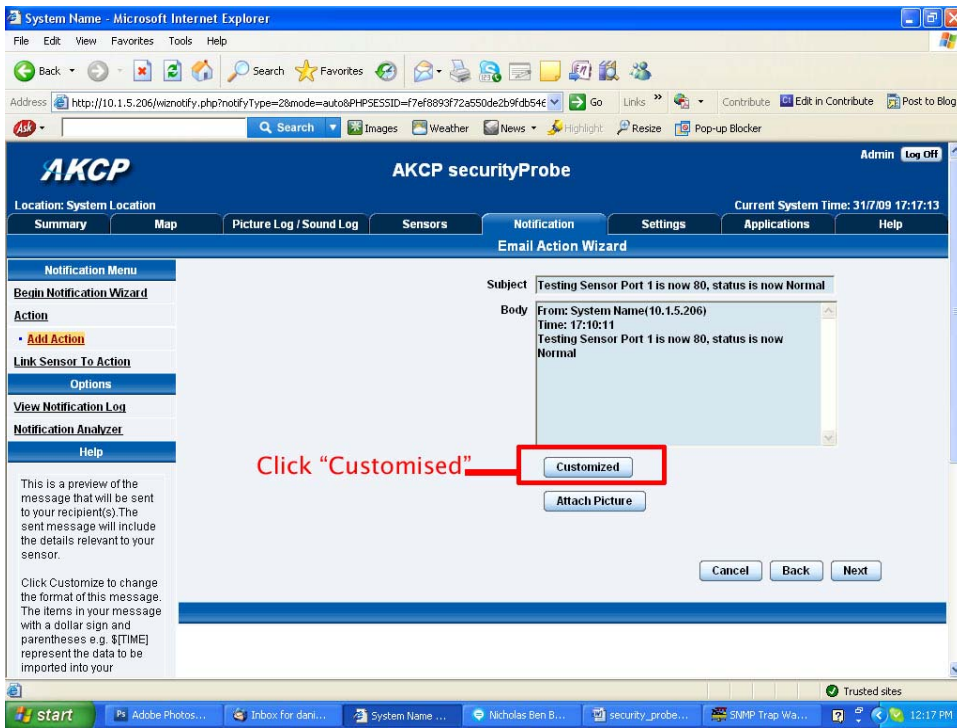 System Name - Microsoft Internet Explorer
File Edit View Favorites Tools Help
Back Search Favorites
Address http://10.1.5.206/wiznotify.php?notifyType=2&mode=auto&PHPSESSID=f7ef8893f72a550de2b9fdb54 Go Links » Contribute Edit in Contribute Post to Blog
Ask Search Images Weather News Highlight Resize Pop-up Blocker
AKCP
AKCP securityProbe
Admin Log Off
Location: System Location
Current System Time: 31/7/09 17:17:13
Summary Map Picture Log / Sound Log Sensors Notification Settings Applications Help
Email Action Wizard
Notification Menu
Begin Notification Wizard
Action
• Add Action
Link Sensor To Action
Options
View Notification Log
Notification Analyzer
Help
This is a preview of the
message that will be sent
to your recipient(s).The
sent message will include
the details relevant to your
sensor.
Click Customize to change
the format of this message.
The items in your message
with a dollar sign and
parentheses e.g. $[TIME]
represent the data to be
imported into your
Subject Testing Sensor Port 1 is now 80, status is now Normal
Body From: System Name(10.1.5.206)
Time: 17:10:11
Testing Sensor Port 1 is now 80, status is now
Normal
Click “Customised”
Customized
Attach Picture
Cancel Back Next
Trusted sites
start Adobe Photos... Inbox for dani... System Name ... Nicholas Ben B... security_probe... SNMP Trap Wa... 12:17 PM